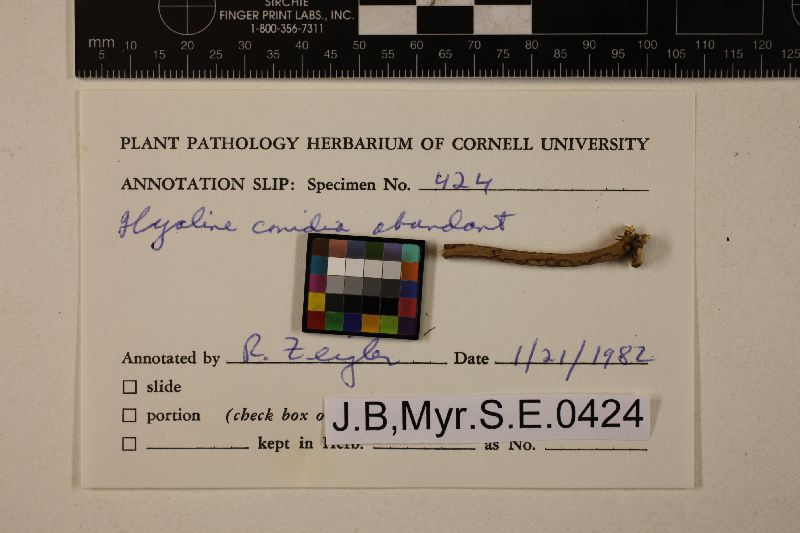 SIRCHIE
FINGER PRINT LABS., INC.
1-800-356-7311
mm 5 10 15 20 25 30 35 40 45 50 55 60 65 70 75 80 85 90 95 100 105 110 115 120 125
PLANT PATHOLOGY HERBARIUM OF CORNELL UNIVERSITY
ANNOTATION SLIP: Specimen No. 424
Hyaline conidia abundant
Annotated by R. Zeigler Date 1/21/1982
slide
portion (check box o
J.B,Myr.S.E.0424
kept in Herb. as No.